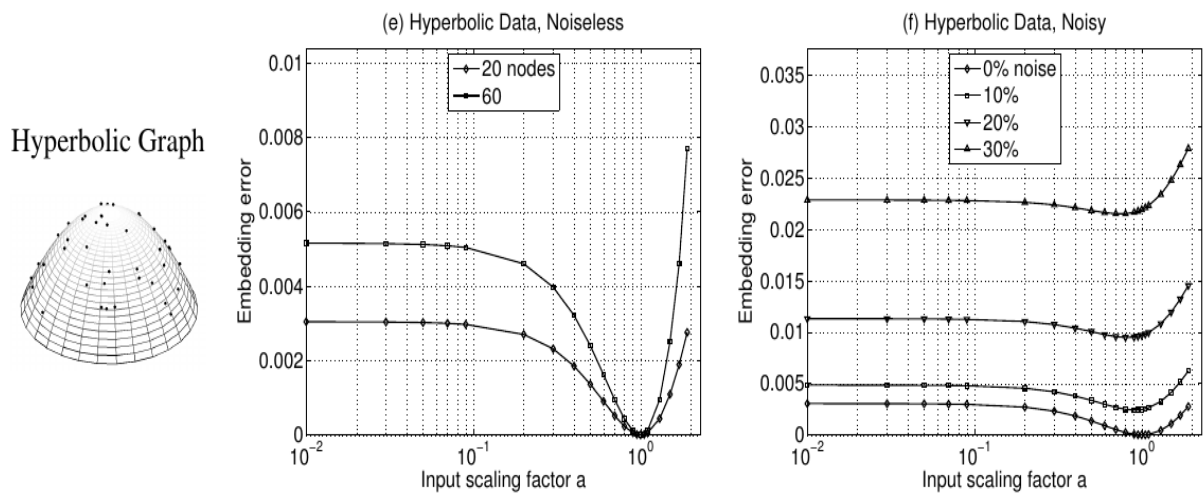 Hyperbolic Graph
(e) Hyperbolic Data, Noiseless
Embedding error
0.01
0.008
0.006
0.004
0.002
0
20 nodes
60
10^-2
10^-1
10^0
Input scaling factor a
(f) Hyperbolic Data, Noisy
Embedding error
0.035
0.03
0.025
0.02
0.015
0.01
0.005
0
0% noise
10%
20%
30%
10^-2
10^-1
10^0
Input scaling factor a